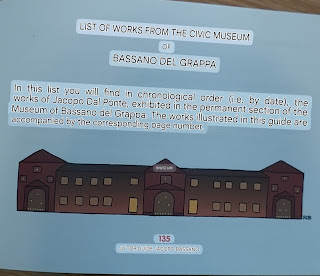 LIST OF WORKS FROM THE CIVIC MUSEUM
OF
BASSANO DEL GRAPPA
In this list you will find in chronological order (i.e. by date), the
works of Jacopo Dal Ponte, exhibited in the permanent section of the
Museum of Bassano del Grappa. The works illustrated in this guide are
accompanied by the corresponding page number.
MUSEUM
135